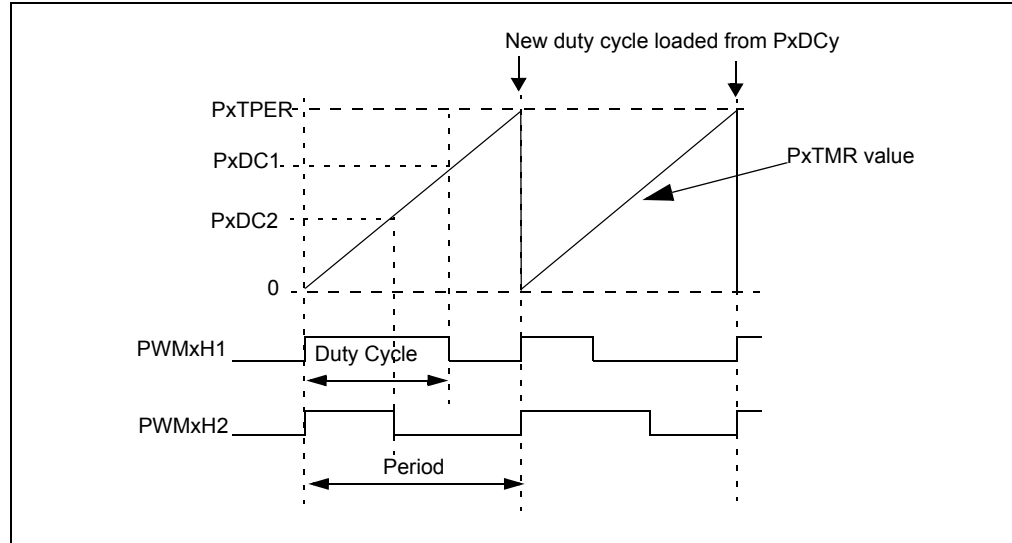 New duty cycle loaded from PxDCy
PxTPER
PxDC1
PxTMR value
PxDC2
0
PWMxH1
Duty Cycle
PWMxH2
Period